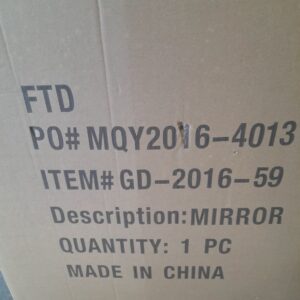 FTD
PO# MQY2016-4013
ITEM# GD-2016-59
Description: MIRROR
QUANTITY: 1 PC
MADE IN CHINA